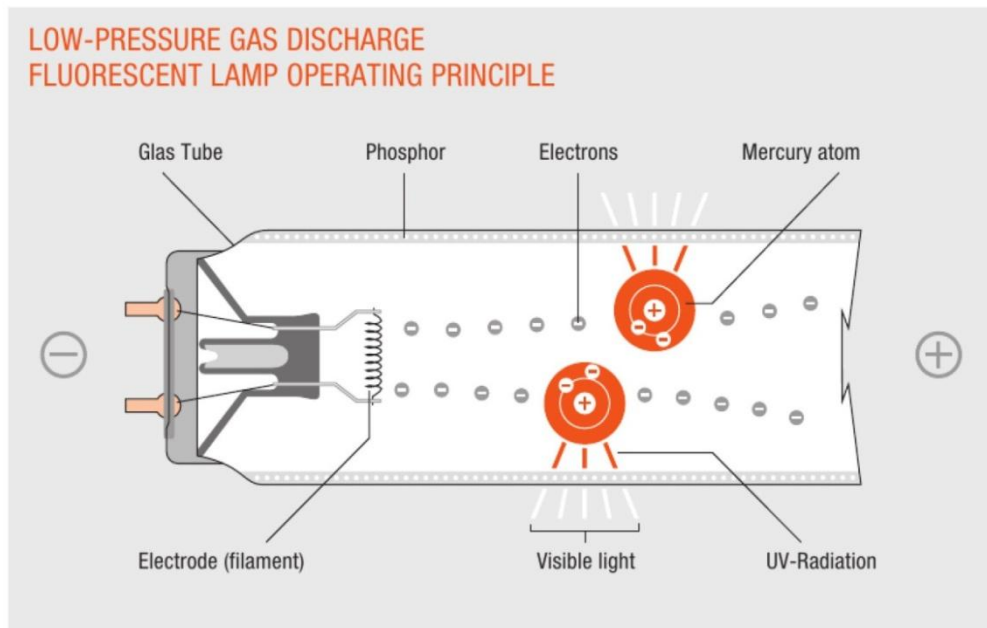 LOW-PRESSURE GAS DISCHARGE
FLUORESCENT LAMP OPERATING PRINCIPLE
Glas Tube
Phosphor
Electrons
Mercury atom
Electrode (filament)
Visible light
UV-Radiation